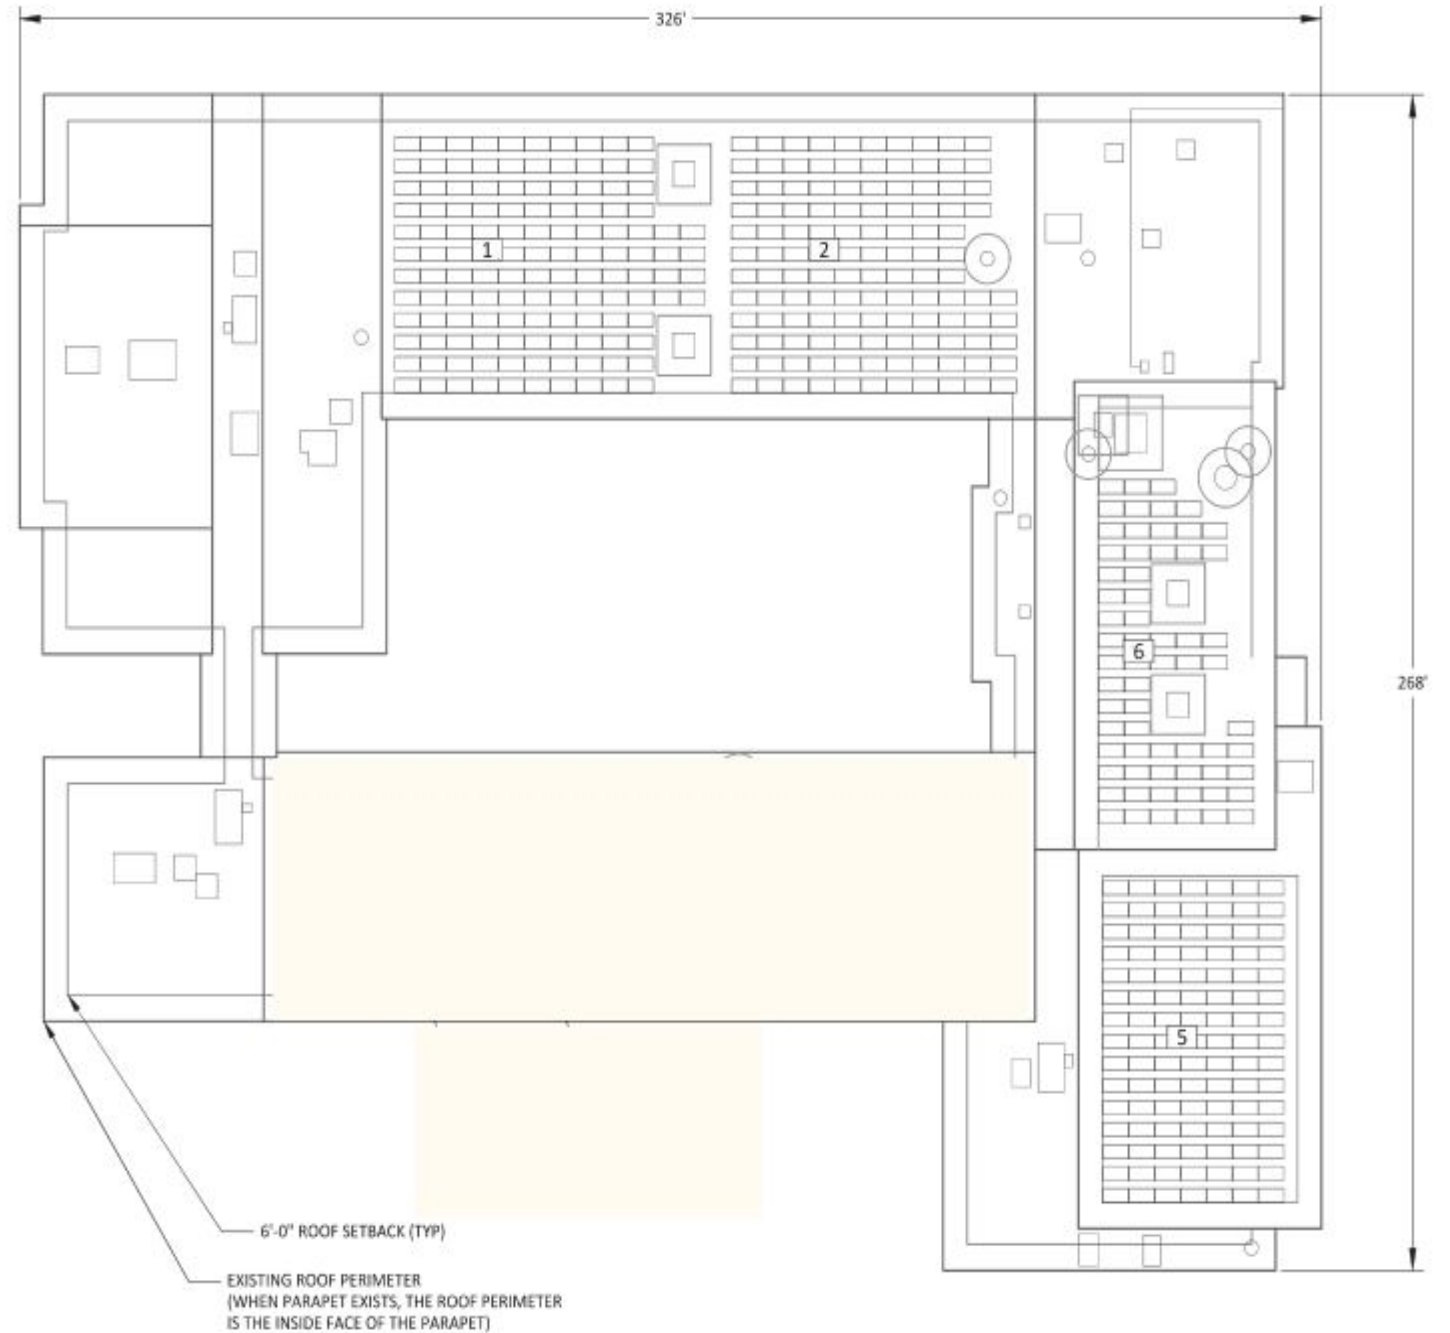 326'
1
2
6
268'
5
6'-0" ROOF SETBACK (TYP)
EXISTING ROOF PERIMETER
(WHEN PARAPET EXISTS, THE ROOF PERIMETER
IS THE INSIDE FACE OF THE PARAPET)